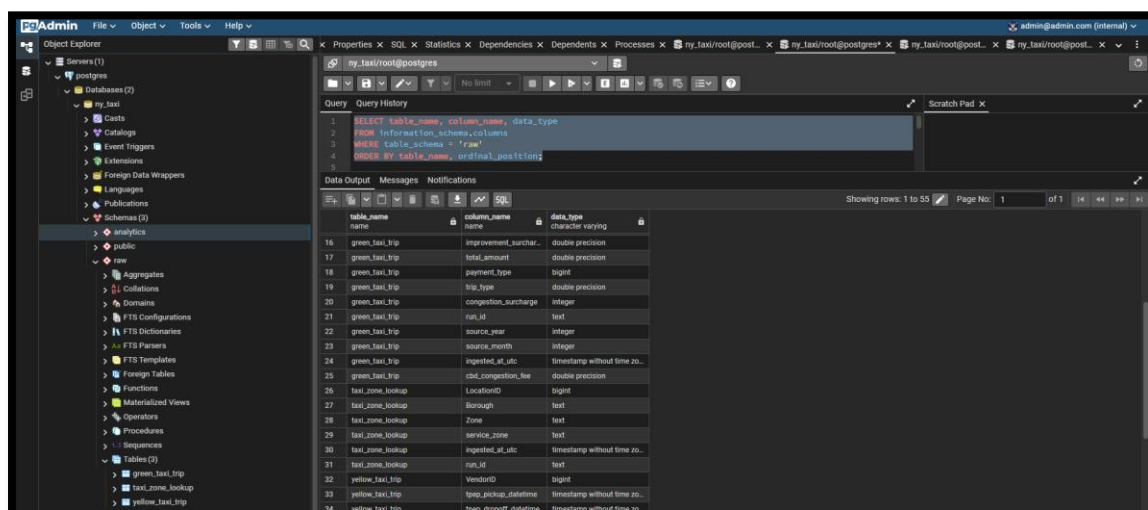 pgAdmin File Object Tools Help admin@admin.com (internal)
Object Explorer
Properties SQL Statistics Dependencies Dependents Processes ny_taxi/root@post... ny_taxi/root@postgres* ny_taxi/root@post... ny_taxi/root@post...
Servers (1)
postgres
Databases (2)
ny_taxi
Casts
Catalogs
Event Triggers
Extensions
Foreign Data Wrappers
Languages
Publications
Schemas (3)
analytics
public
raw
Aggregates
Collations
Domains
FTS Configurations
FTS Dictionaries
FTS Parsers
FTS Templates
Foreign Tables
Functions
Materialized Views
Operators
Procedures
Sequences
Tables (3)
green_taxi_trip
taxi_zone_lookup
yellow_taxi_trip
ny_taxi/root@postgres
No limit
Query Query History
Scratch Pad
1 SELECT table_name, column_name, data_type
2 FROM information_schema.columns
3 WHERE table_schema = 'raw'
4 ORDER BY table_name, ordinal_position;
5
Data Output Messages Notifications
SQL Showing rows: 1 to 55 Page No: 1 of 1
table_name column_name data_type
name name character varying
16 green_taxi_trip improvement_surchar... double precision
17 green_taxi_trip total_amount double precision
18 green_taxi_trip payment_type bigint
19 green_taxi_trip trip_type double precision
20 green_taxi_trip congestion_surcharge integer
21 green_taxi_trip run_id text
22 green_taxi_trip source_year integer
23 green_taxi_trip source_month integer
24 green_taxi_trip ingested_at_utc timestamp without time zo...
25 green_taxi_trip cbd_congestion_fee double precision
26 taxi_zone_lookup LocationID bigint
27 taxi_zone_lookup Borough text
28 taxi_zone_lookup Zone text
29 taxi_zone_lookup service_zone text
30 taxi_zone_lookup ingested_at_utc timestamp without time zo...
31 taxi_zone_lookup run_id text
32 yellow_taxi_trip VendorID bigint
33 yellow_taxi_trip tpep_pickup_datetime timestamp without time zo...
34 yellow_taxi_trip tpep_dropoff_datetime timestamp without time zo...